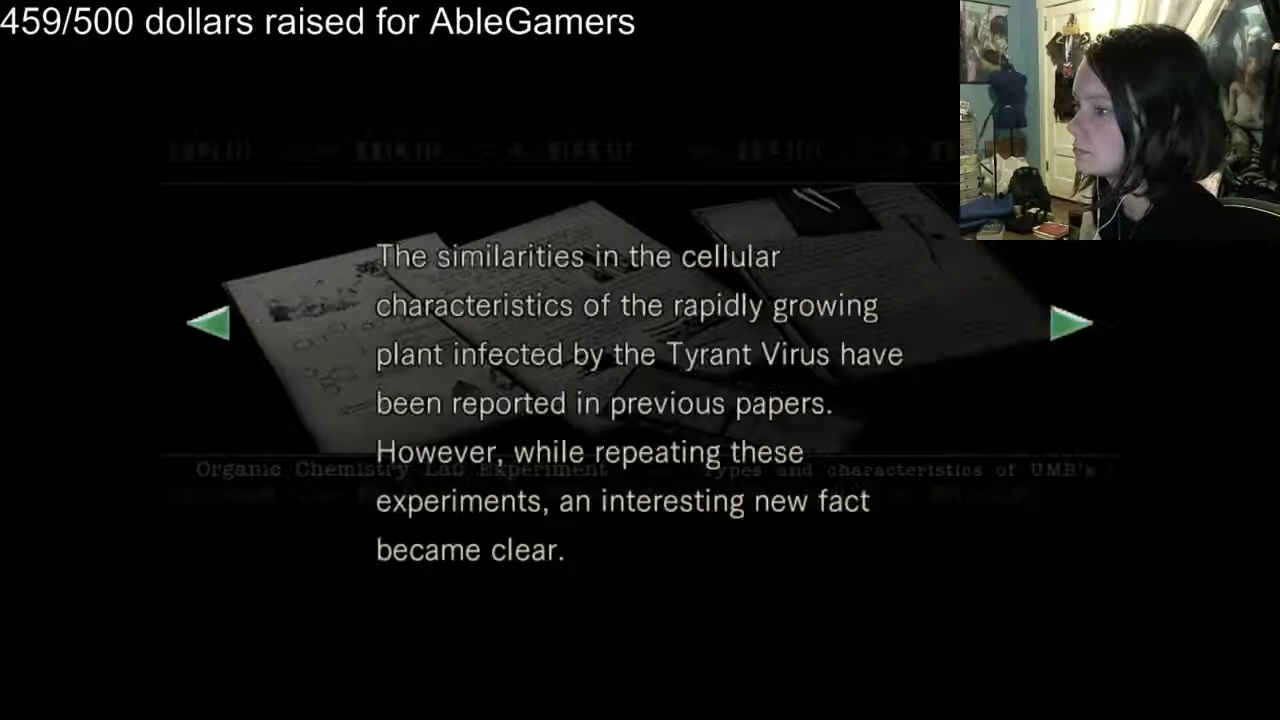 459/500 dollars raised for AbleGamers
The similarities in the cellular
characteristics of the rapidly growing
plant infected by the Tyrant Virus have
been reported in previous papers.
However, while repeating these
Organic Chemistry Lab Experiment Types and characteristics of UMB's
experiments, an interesting new fact
became clear.